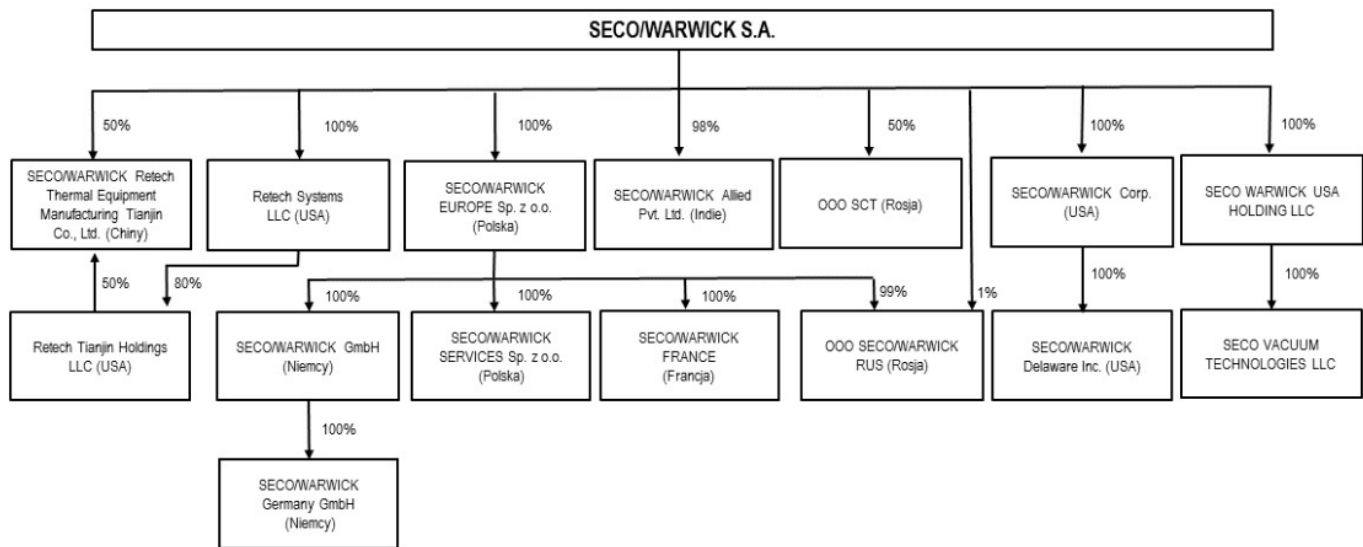 SECO/WARWICK S.A.
50%
100%
100%
98%
50%
100%
100%
SECO/WARWICK Retech
Thermal Equipment
Manufacturing Tianjin
Co., Ltd. (Chiny)
Retech Systems
LLC (USA)
SECO/WARWICK
EUROPE Sp. z o.o.
(Polska)
SECO/WARWICK Allied
Pvt. Ltd. (Indie)
OOO SCT (Rosja)
SECO/WARWICK Corp.
(USA)
SECO WARWICK USA
HOLDING LLC
50%
80%
100%
100%
100%
99%
1%
100%
100%
Retech Tianjin Holdings
LLC (USA)
SECO/WARWICK GmbH
(Niemcy)
SECO/WARWICK
SERVICES Sp. z o.o.
(Polska)
SECO/WARWICK
FRANCE
(Francja)
OOO SECO/WARWICK
RUS (Rosja)
SECO/WARWICK
Delaware Inc. (USA)
SECO VACUUM
TECHNOLOGIES LLC
100%
SECO/WARWICK
Germany GmbH
(Niemcy)